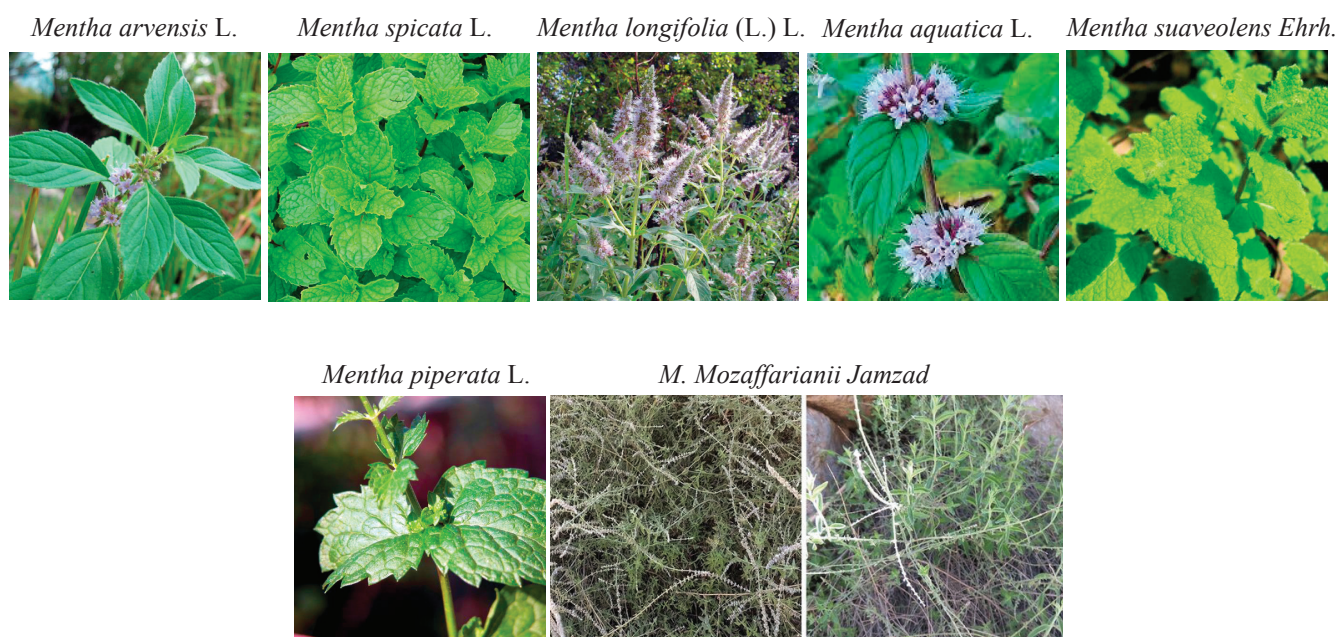 Mentha arvensis L.
Mentha spicata L.
Mentha longifolia (L.) L.
Mentha aquatica L.
Mentha suaveolens Ehrh.
Mentha piperata L.
M. Mozaffarianii Jamzad